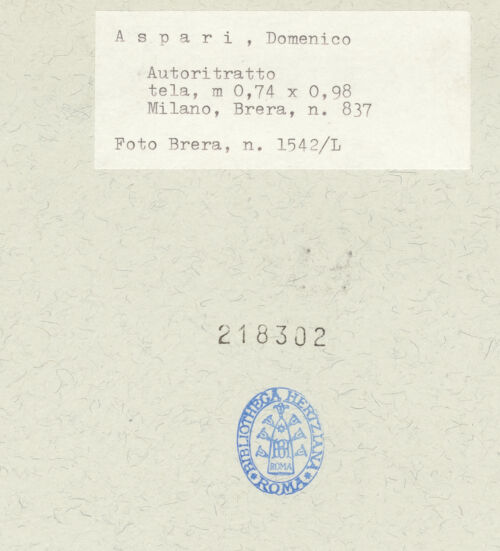 A s p a r i , Domenico
Autoritratto
tela, m 0,74 x 0,98
Milano, Brera, n. 837
Foto Brera, n. 1542/L
218302
BIBLIOTHECA HERTZIANA
ROMA
ROMA